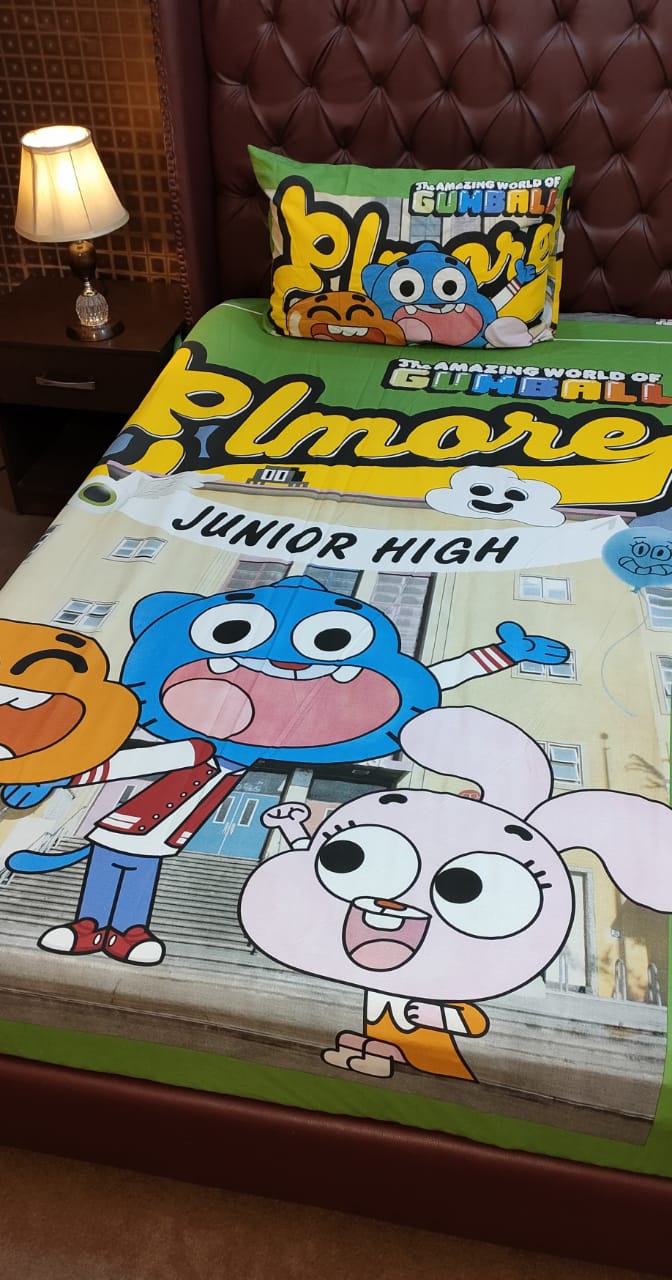 The AMAZING WORLD OF
GUMBALL
Elmore
The AMAZING WORLD OF
GUMBALL
Elmore
JUNIOR HIGH